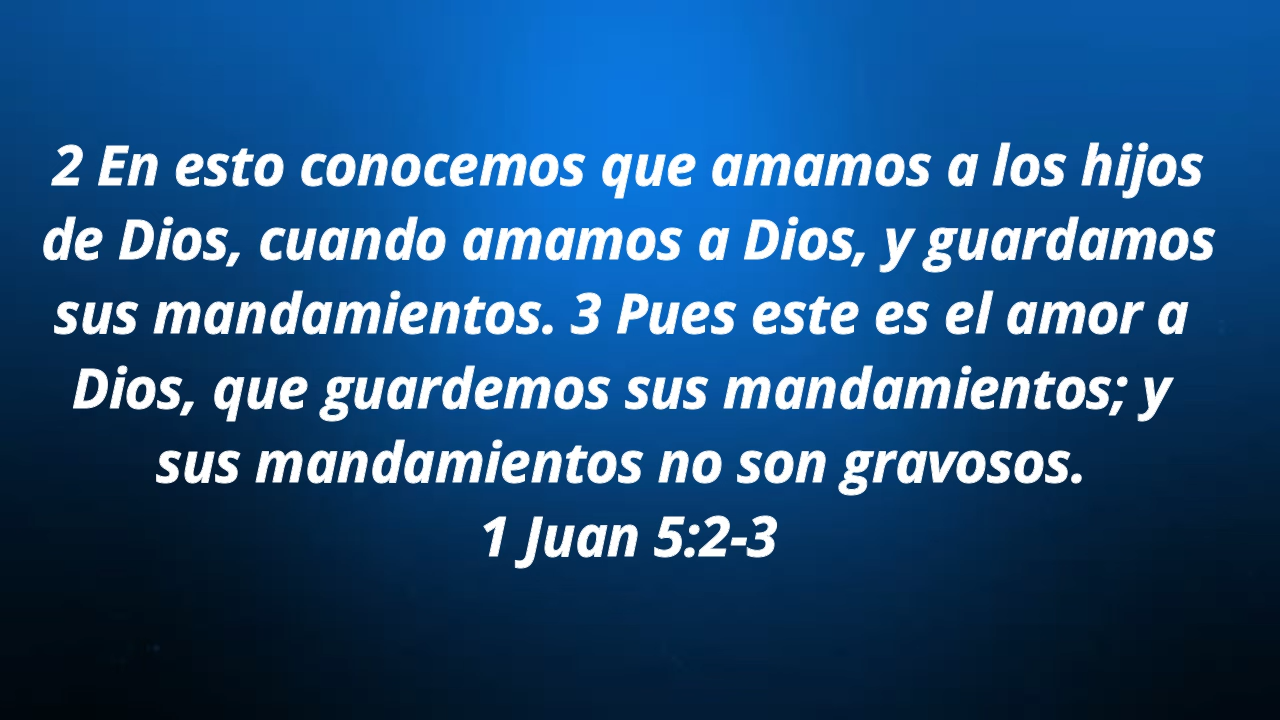 2 En esto conocemos que amamos a los hijos
de Dios, cuando amamos a Dios, y guardamos
sus mandamientos. 3 Pues este es el amor a
Dios, que guardemos sus mandamientos; y
sus mandamientos no son gravosos.
1 Juan 5:2-3